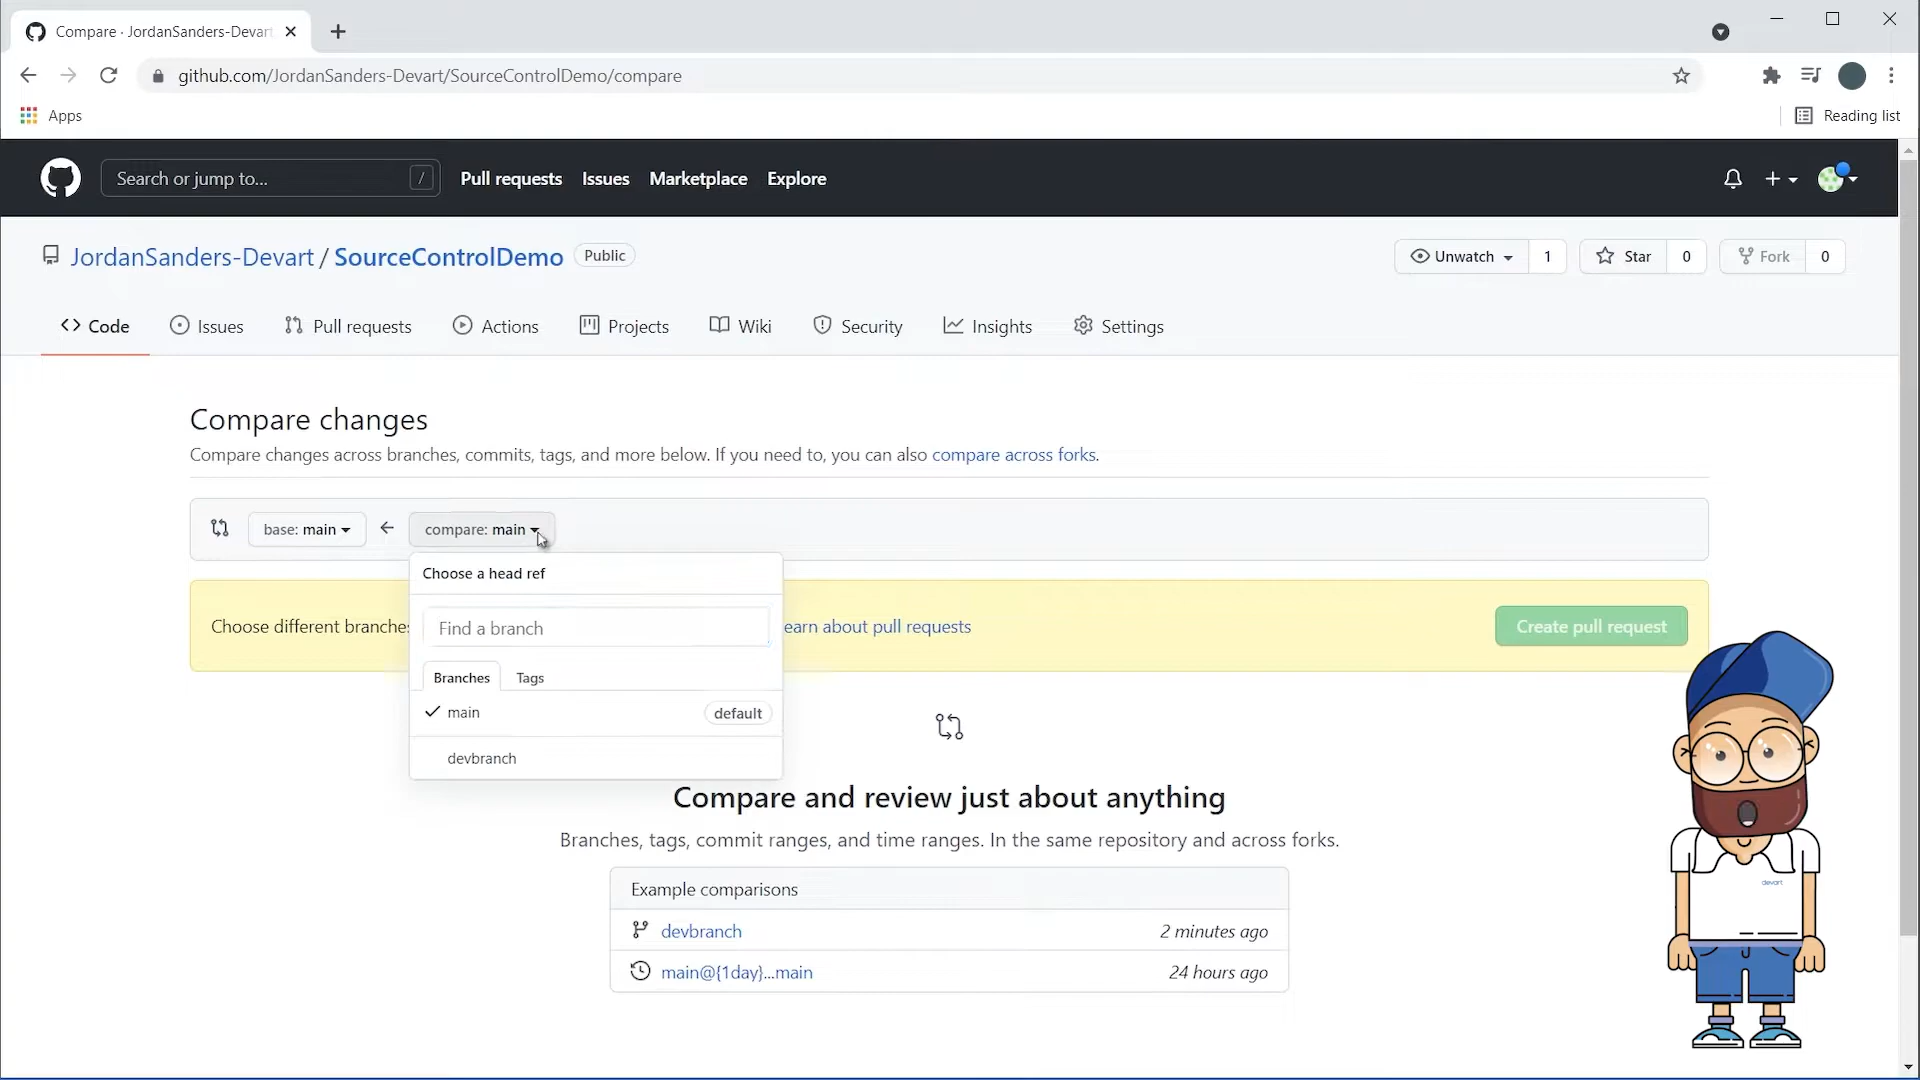 Compare · JordanSanders-Devart
github.com/JordanSanders-Devart/SourceControlDemo/compare
Apps
Reading list
Search or jump to...
/
Pull requests
Issues
Marketplace
Explore
JordanSanders-Devart / SourceControlDemo
Public
Unwatch
1
Star
0
Fork
0
Code
Issues
Pull requests
Actions
Projects
Wiki
Security
Insights
Settings
Compare changes
Compare changes across branches, commits, tags, and more below. If you need to, you can also compare across forks.
base: main
compare: main
Choose a head ref
Choose different branches
earn about pull requests
Create pull request
Find a branch
Branches
Tags
main
default
devbranch
Compare and review just about anything
Branches, tags, commit ranges, and time ranges. In the same repository and across forks.
Example comparisons
devbranch
2 minutes ago
main@{1day}...main
24 hours ago
devart